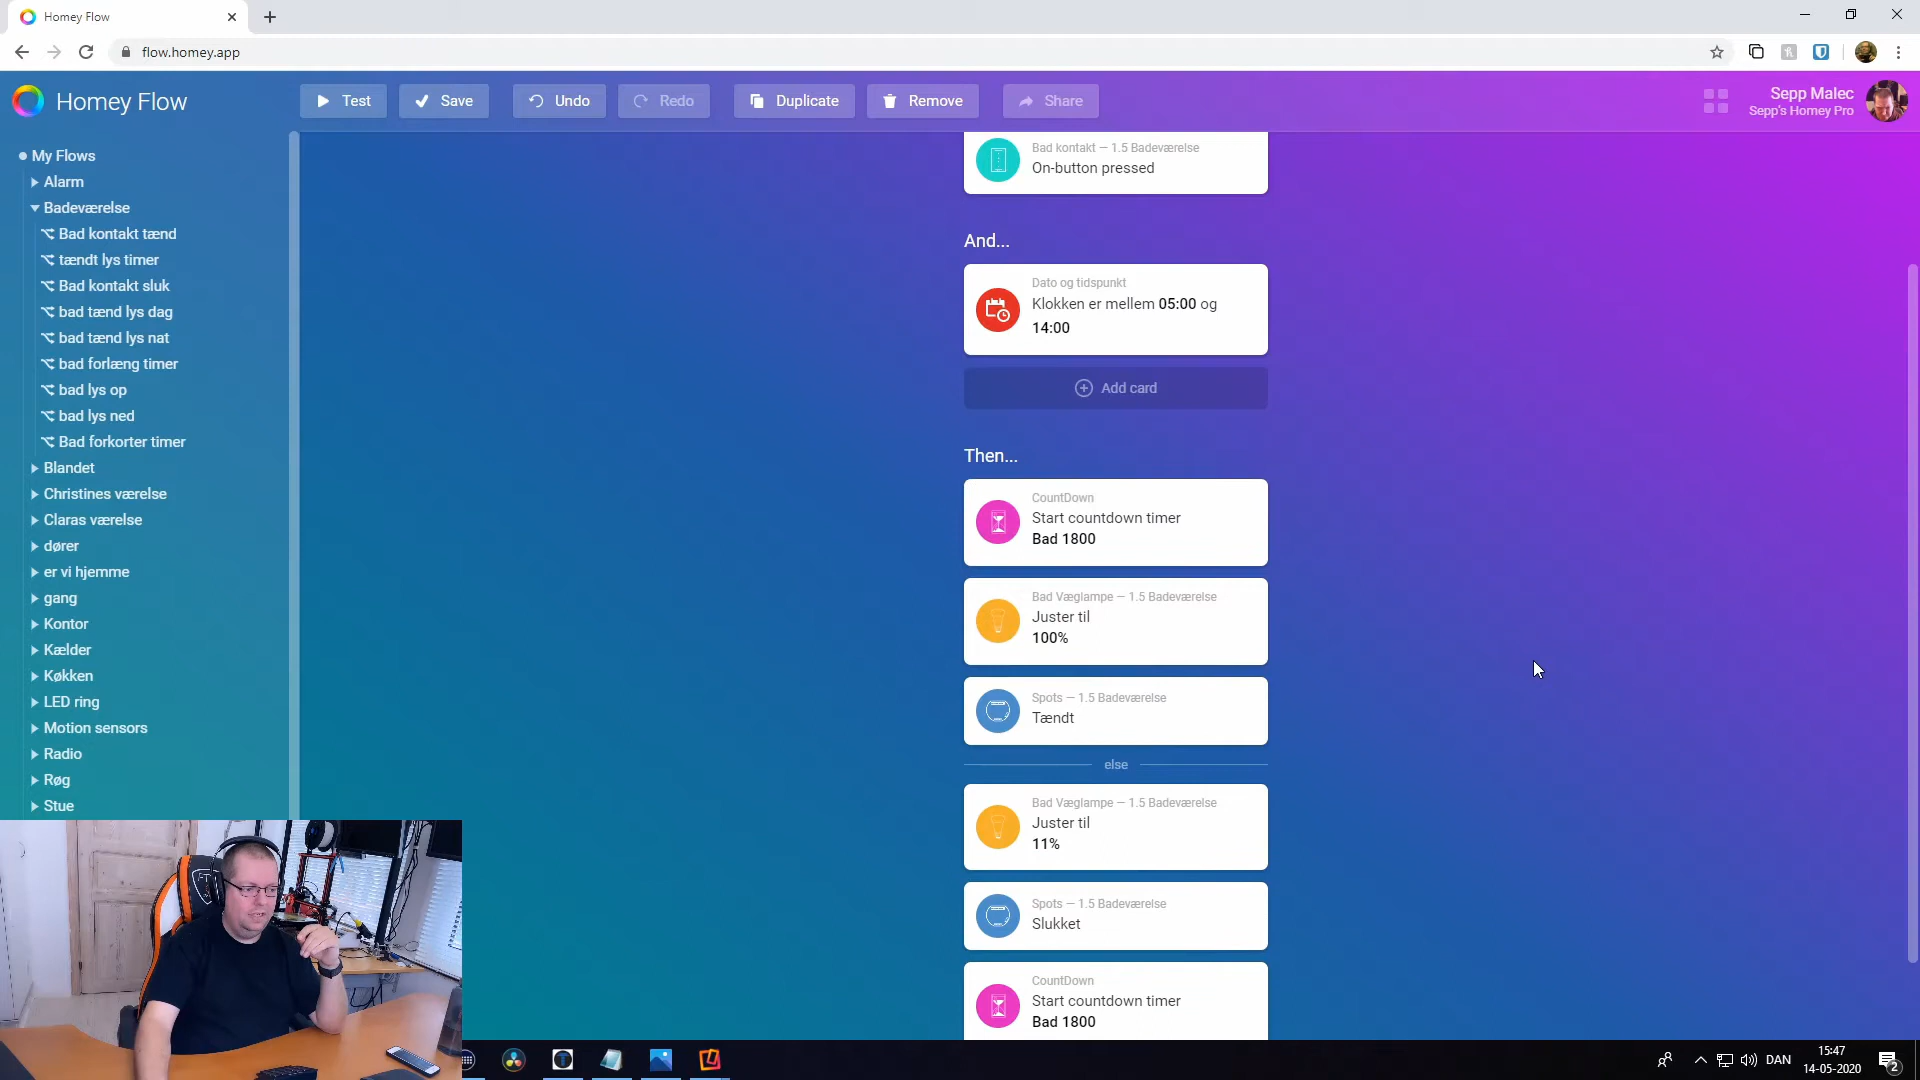 Homey Flow
flow.homey.app
Homey Flow
Test
Save
Undo
Redo
Duplicate
Remove
Share
Sepp Malec
Sepp's Homey Pro
My Flows
Alarm
Badeværelse
Bad kontakt tænd
tændt lys timer
Bad kontakt sluk
bad tænd lys dag
bad tænd lys nat
bad forlæng timer
bad lys op
bad lys ned
Bad forkorter timer
Blandet
Christines værelse
Claras værelse
dører
er vi hjemme
gang
Kontor
Kælder
Køkken
LED ring
Motion sensors
Radio
Røg
Stue
Bad kontakt — 1.5 Badeværelse
On-button pressed
And...
Dato og tidspunkt
Klokken er mellem 05:00 og
14:00
Add card
Then...
CountDown
Start countdown timer
Bad 1800
Bad Væglampe — 1.5 Badeværelse
Juster til
100%
Spots — 1.5 Badeværelse
Tændt
else
Bad Væglampe — 1.5 Badeværelse
Juster til
11%
Spots — 1.5 Badeværelse
Slukket
CountDown
Start countdown timer
Bad 1800
DAN
15:47
14-05-2020
2